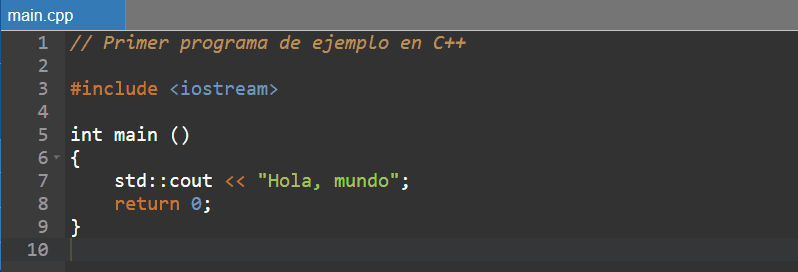 main.cpp
1 // Primer programa de ejemplo en C++
2
3 #include <iostream>
4
5 int main ()
6 {
7     std::cout << "Hola, mundo";
8     return 0;
9 }
10